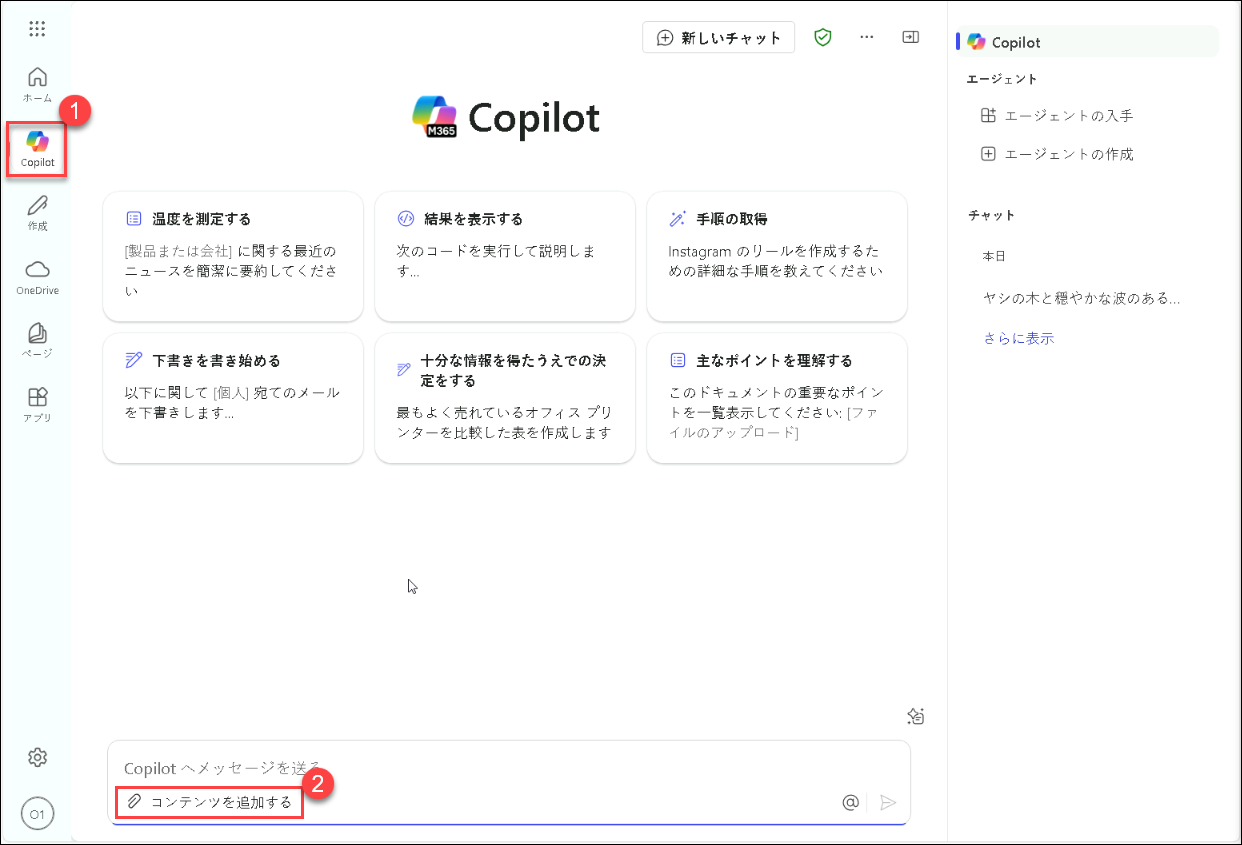 ホーム
1
Copilot
作成
OneDrive
ページ
アプリ
O1
新しいチャット
M365 Copilot
温度を測定する
[製品または会社] に関する最近の
ニュースを簡潔に要約してくださ
い
結果を表示する
次のコードを実行して説明しま
す...
手順の取得
Instagram のリールを作成するた
めの詳細な手順を教えてください
下書きを書き始める
以下に関して [個人] 宛てのメール
を下書きします...
十分な情報を得たうえでの決
定をする
最もよく売れているオフィス プリ
ンターを比較した表を作成します
主なポイントを理解する
このドキュメントの重要なポイン
トを一覧表示してください: [ファ
イルのアップロード]
Copilot へメッセージを送る
2
コンテンツを追加する
@
Copilot
エージェント
エージェントの入手
エージェントの作成
チャット
本日
ヤシの木と穏やかな波のある...
さらに表示